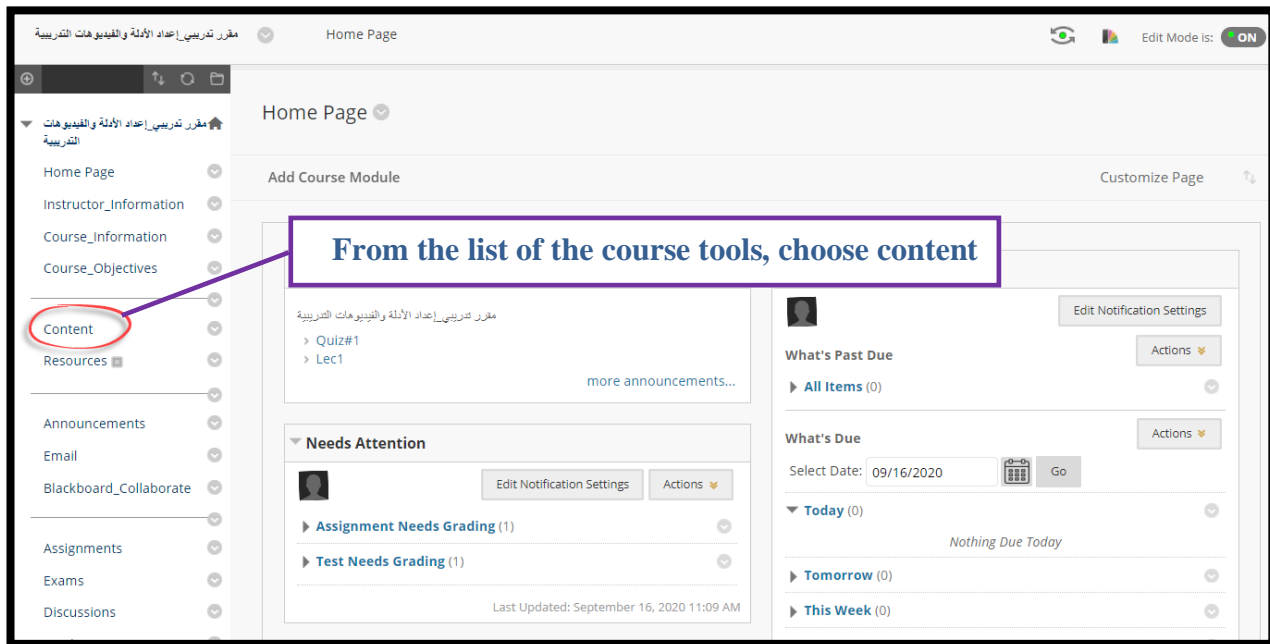 مقرر تدريبي_إعداد الأدلة والفيديوهات التدريبية
Home Page
Edit Mode is: ON
مقرر تدريبي_إعداد الأدلة والفيديوهات
التدريبية
Home Page
Instructor_Information
Course_Information
Course_Objectives
Content
Resources
Announcements
Email
Blackboard_Collaborate
Assignments
Exams
Discussions
Home Page
Add Course Module
Customize Page
From the list of the course tools, choose content
مقرر تدريبي_إعداد الأدلة والفيديوهات التدريبية
> Quiz#1
> Lec1
more announcements...
Needs Attention
Edit Notification Settings
Actions
Assignment Needs Grading (1)
Test Needs Grading (1)
Last Updated: September 16, 2020 11:09 AM
Edit Notification Settings
What's Past Due
Actions
All Items (0)
What's Due
Actions
Select Date: 09/16/2020 Go
Today (0)
Nothing Due Today
Tomorrow (0)
This Week (0)